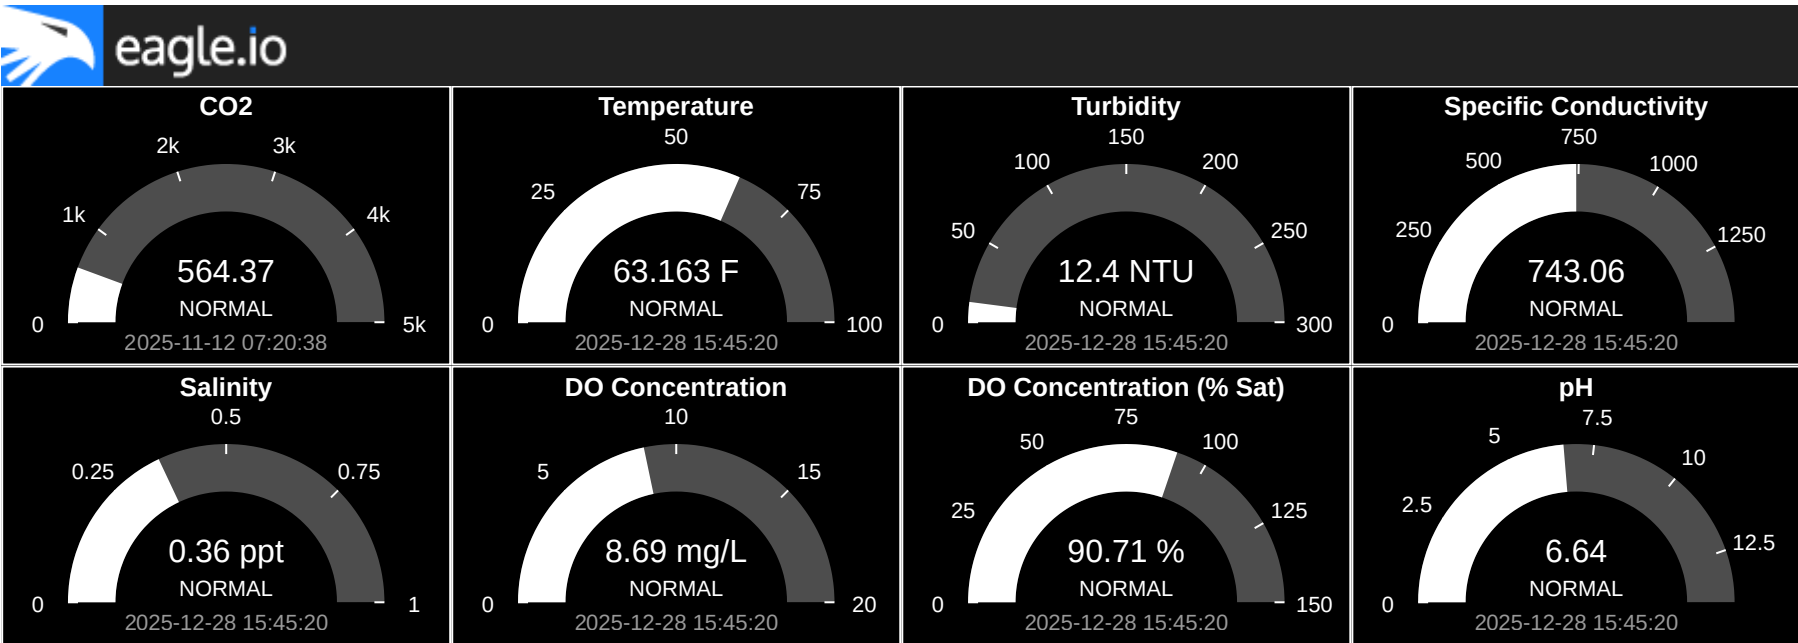 eagle.io
CO2
2k 3k
1k 4k
564.37
NORMAL
0 5k
2025-11-12 07:20:38
Temperature
50
25 75
63.163 F
NORMAL
0 100
2025-12-28 15:45:20
Turbidity
150
100 200
50 250
12.4 NTU
NORMAL
0 300
2025-12-28 15:45:20
Specific Conductivity
750
500 1000
250 1250
743.06
NORMAL
0
2025-12-28 15:45:20
Salinity
0.5
0.25 0.75
0.36 ppt
NORMAL
0 1
2025-12-28 15:45:20
DO Concentration
10
5 15
8.69 mg/L
NORMAL
0 20
2025-12-28 15:45:20
DO Concentration (% Sat)
75
50 100
25 125
90.71 %
NORMAL
0 150
2025-12-28 15:45:20
pH
7.5
5 10
2.5 12.5
6.64
NORMAL
0
2025-12-28 15:45:20